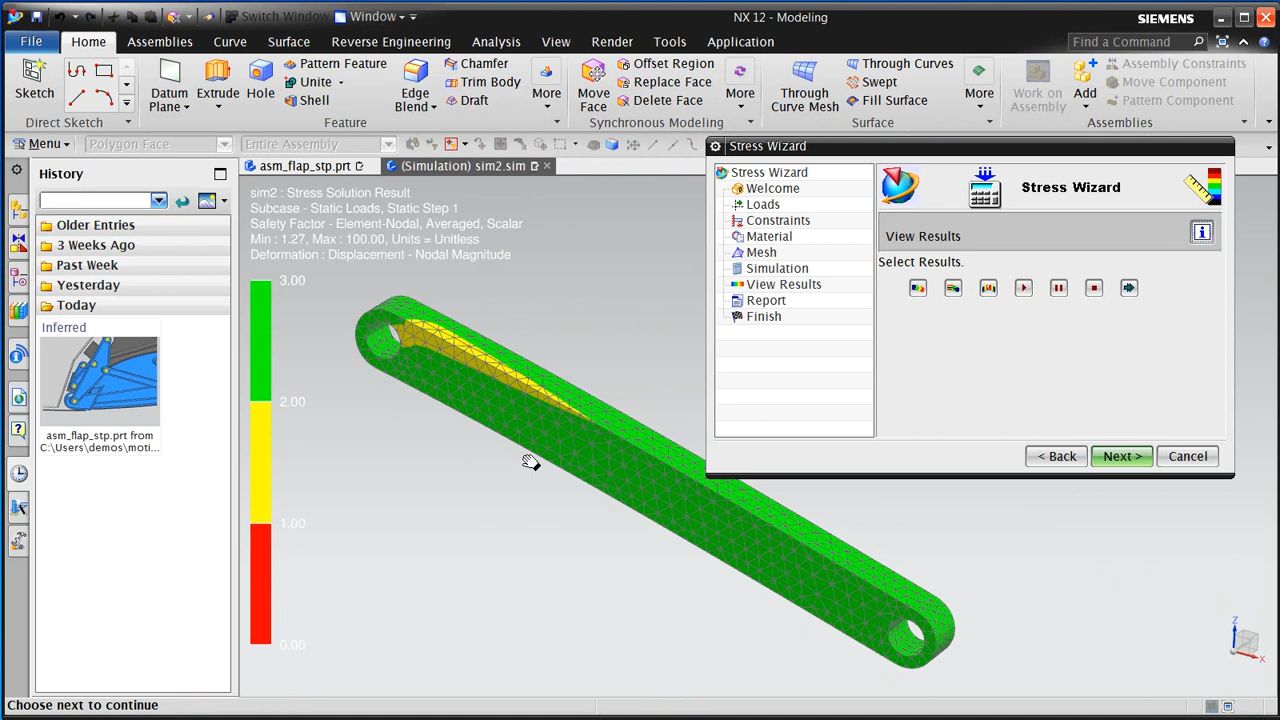 Switch Window
Window
NX 12 - Modeling
SIEMENS
File
Home
Assemblies
Curve
Surface
Reverse Engineering
Analysis
View
Render
Tools
Application
Find a Command
Sketch
Direct Sketch
Datum Plane
Extrude
Hole
Pattern Feature
Unite
Shell
Edge Blend
Chamfer
Trim Body
Draft
More
Feature
Move Face
Offset Region
Replace Face
Delete Face
More
Synchronous Modeling
Through Curve Mesh
Through Curves
Swept
Fill Surface
More
Surface
Work on Assembly
Add
Assembly Constraints
Move Component
Pattern Component
Assemblies
Menu
Polygon Face
Entire Assembly
History
Older Entries
3 Weeks Ago
Past Week
Yesterday
Today
Inferred
asm_flap_stp.prt from
C:\Users\demos\moti...
asm_flap_stp.prt
(Simulation) sim2.sim
sim2 : Stress Solution Result
Subcase - Static Loads, Static Step 1
Safety Factor - Element-Nodal, Averaged, Scalar
Min : 1.27, Max : 100.00, Units = Unitless
Deformation : Displacement - Nodal Magnitude
3.00
2.00
1.00
0.00
Stress Wizard
Stress Wizard
Welcome
Loads
Constraints
Material
Mesh
Simulation
View Results
Report
Finish
Stress Wizard
View Results
Select Results.
< Back
Next >
Cancel
Z
X
Choose next to continue